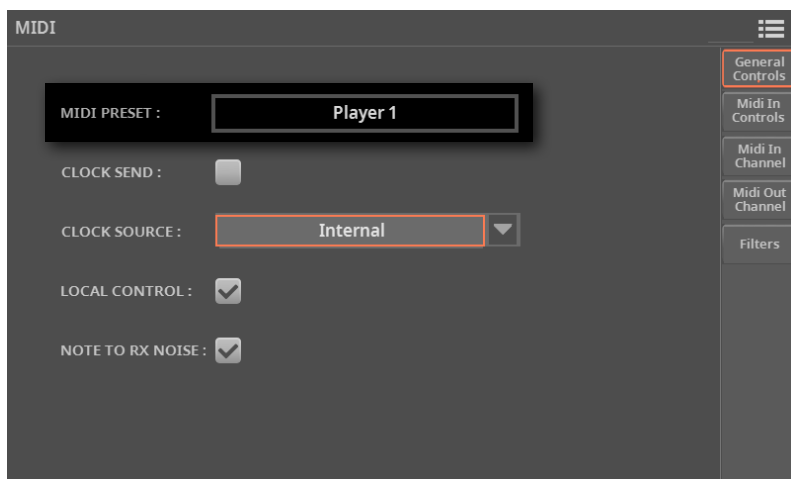 MIDI
MIDI PRESET :
Player 1
CLOCK SEND :
CLOCK SOURCE :
Internal
LOCAL CONTROL :
NOTE TO RX NOISE :
General
Controls
Midi In
Controls
Midi In
Channel
Midi Out
Channel
Filters